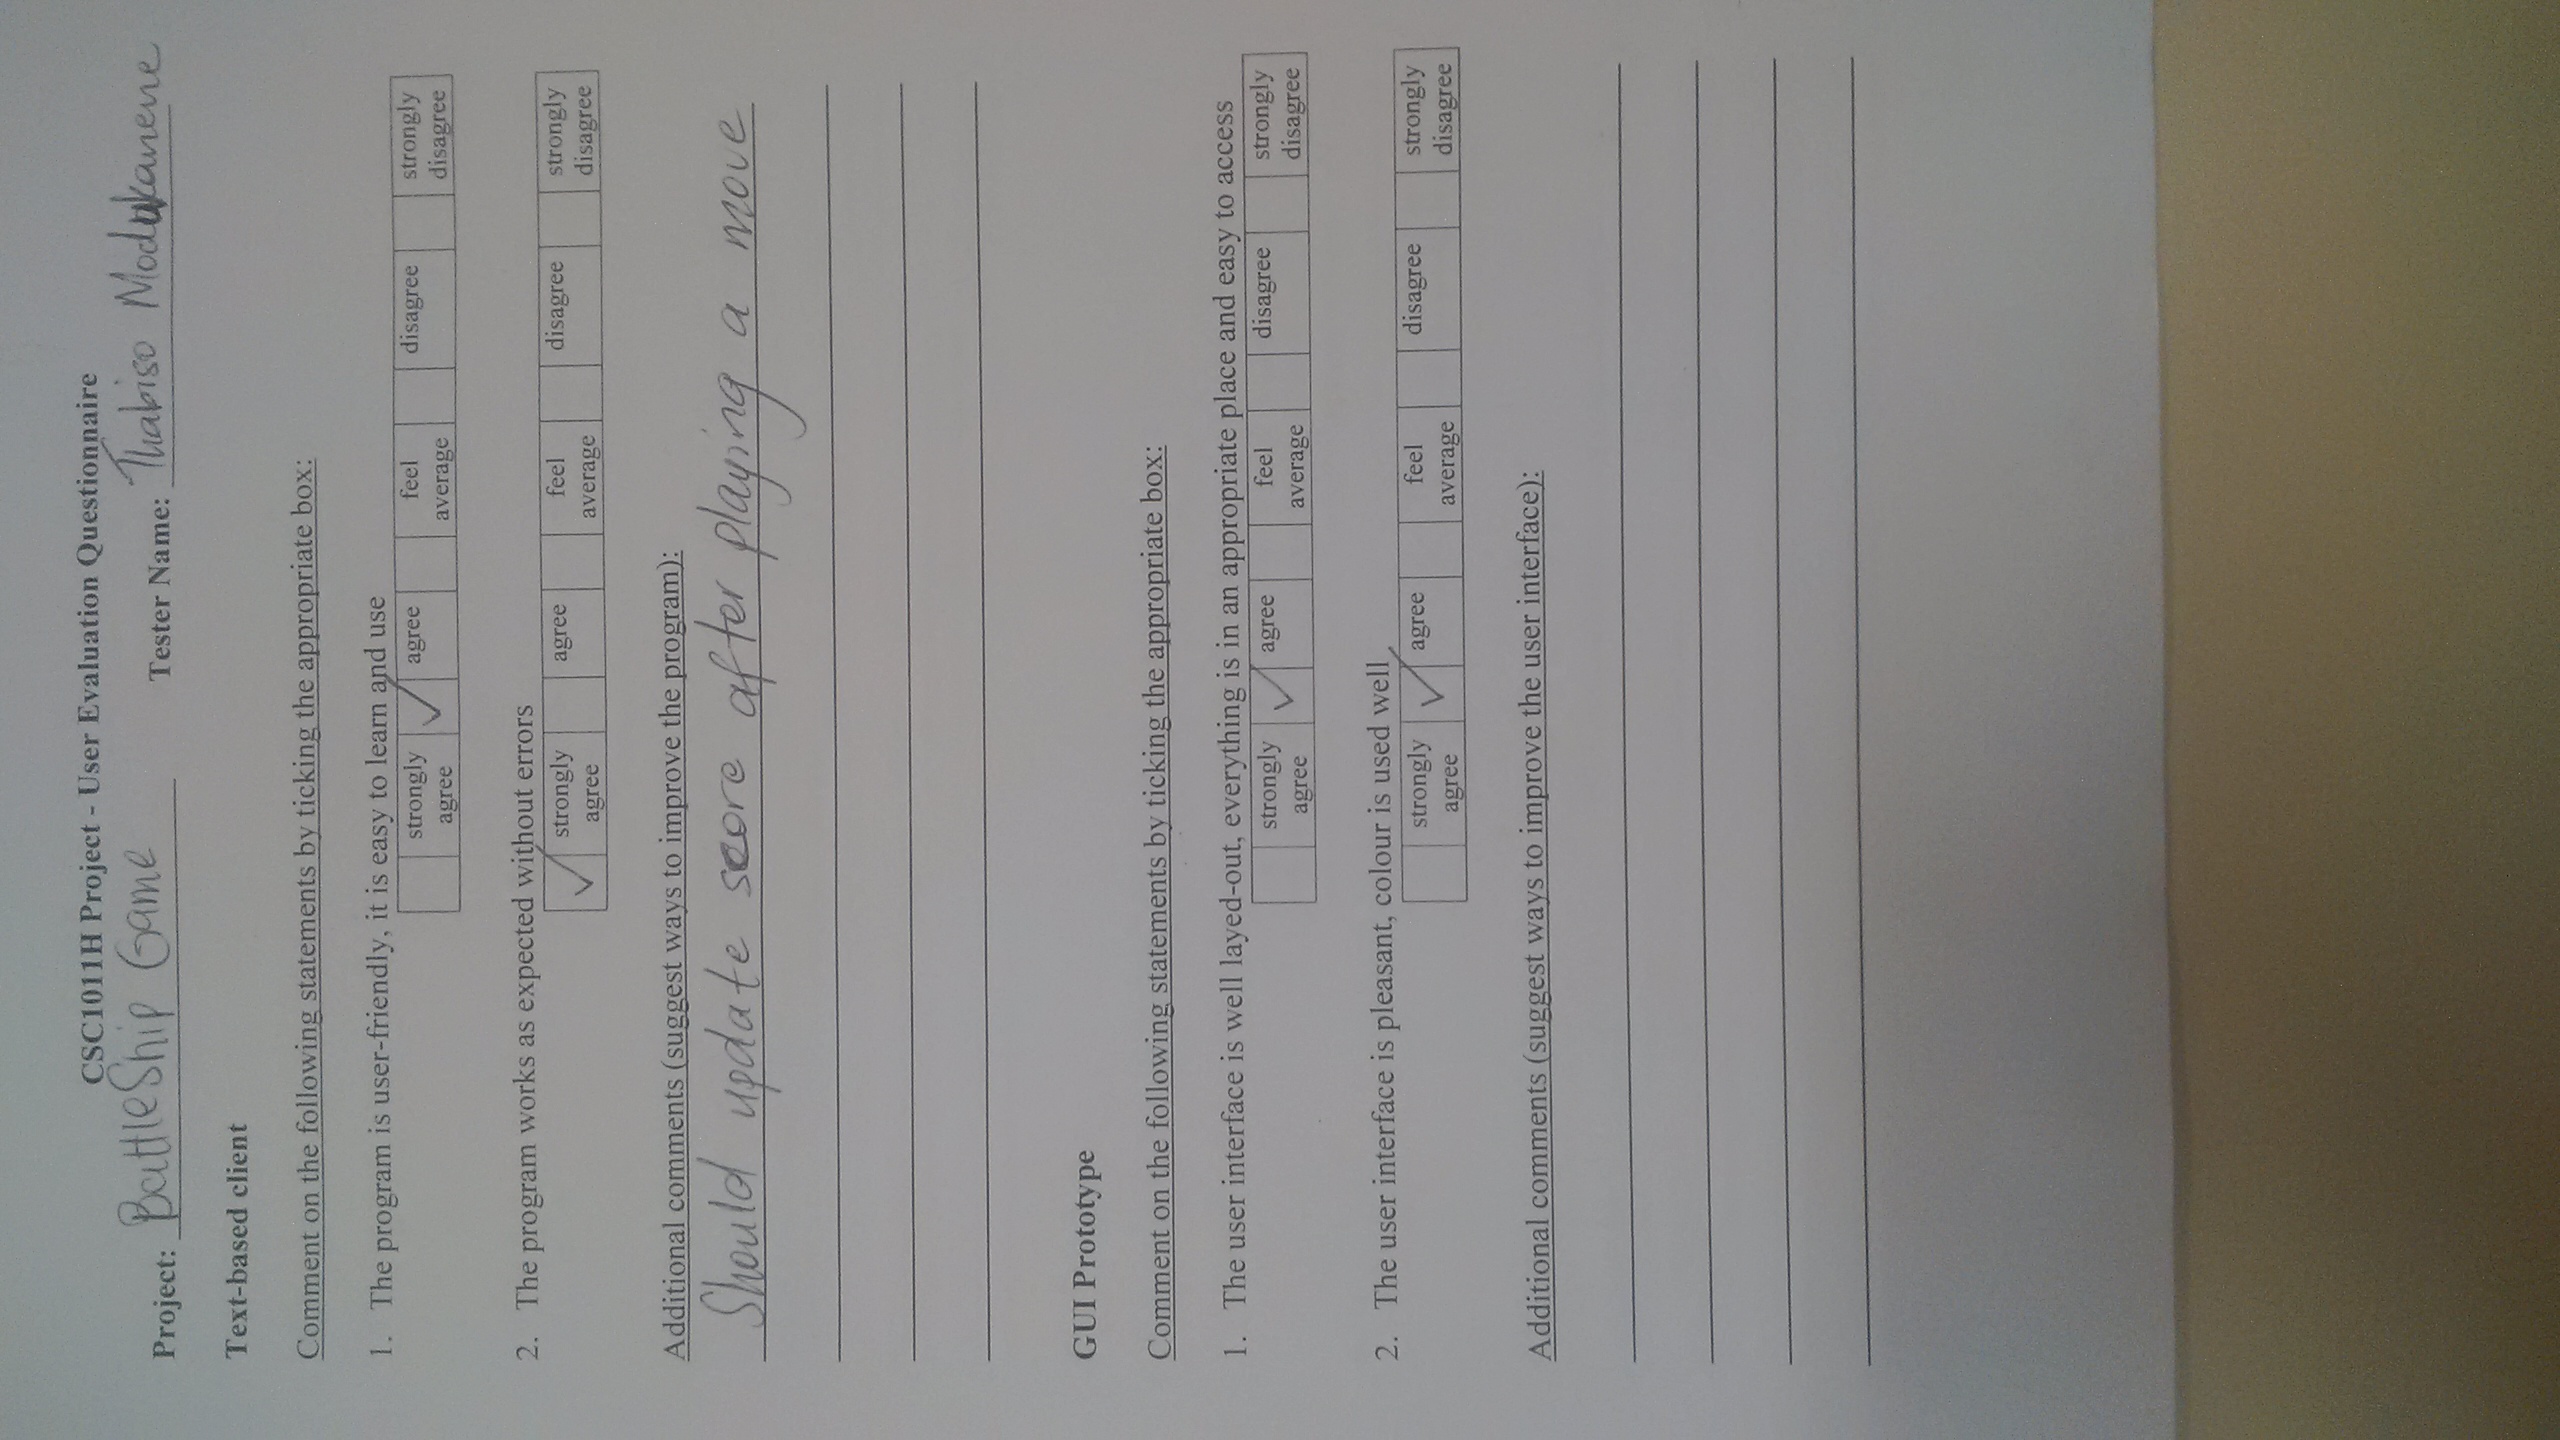 CSC1011H Project - User Evaluation Questionnaire
Project: BattleShip Game Tester Name: Thabiso Modukanene
Text-based client
Comment on the following statements by ticking the appropriate box:
1. The program is user-friendly, it is easy to learn and use
strongly agree ✓ agree feel average disagree strongly disagree
2. The program works as expected without errors
✓ strongly agree agree feel average disagree strongly disagree
Additional comments (suggest ways to improve the program):
Should update score after playing a move
GUI Prototype
Comment on the following statements by ticking the appropriate box:
1. The user interface is well layed-out, everything is in an appropriate place and easy to access
strongly agree ✓ agree feel average disagree strongly disagree
2. The user interface is pleasant, colour is used well
strongly agree ✓ agree feel average disagree strongly disagree
Additional comments (suggest ways to improve the user interface):